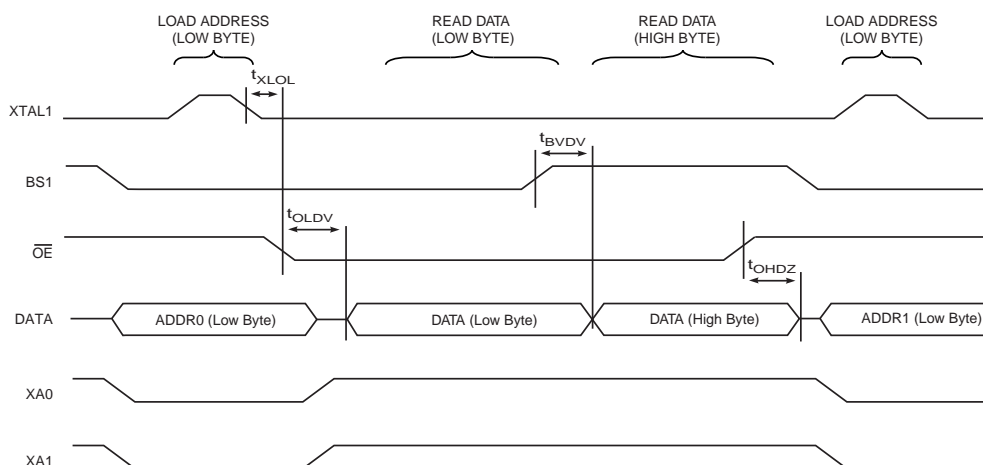 LOAD ADDRESS
(LOW BYTE)
READ DATA
(LOW BYTE)
READ DATA
(HIGH BYTE)
LOAD ADDRESS
(LOW BYTE)
tXLOL
XTAL1
tBVDV
BS1
tOLDV
OE
tOHDZ
DATA
ADDR0 (Low Byte)
DATA (Low Byte)
DATA (High Byte)
ADDR1 (Low Byte)
XA0
XA1